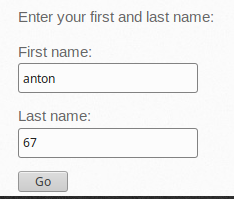 Enter your first and last name:
First name:
anton
Last name:
67
Go